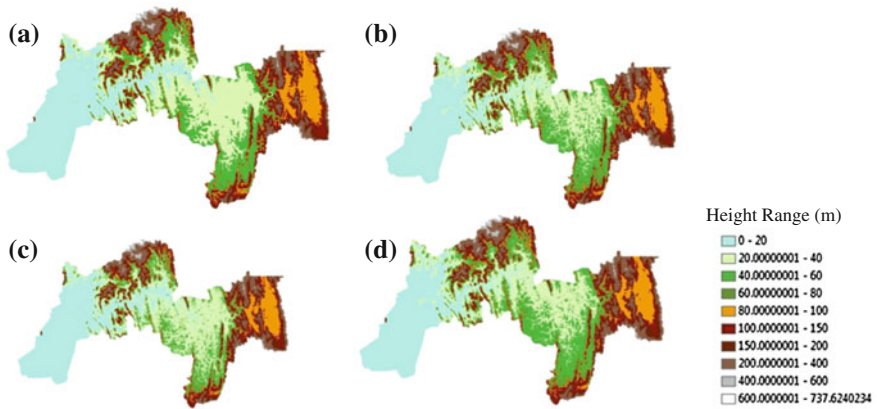 (a)
(b)
(c)
(d)
Height Range (m)
0 - 20
20.00000001 - 40
40.00000001 - 60
60.00000001 - 80
80.00000001 - 100
100.0000001 - 150
150.0000001 - 200
200.0000001 - 400
400.0000001 - 600
600.0000001 - 737.6240234